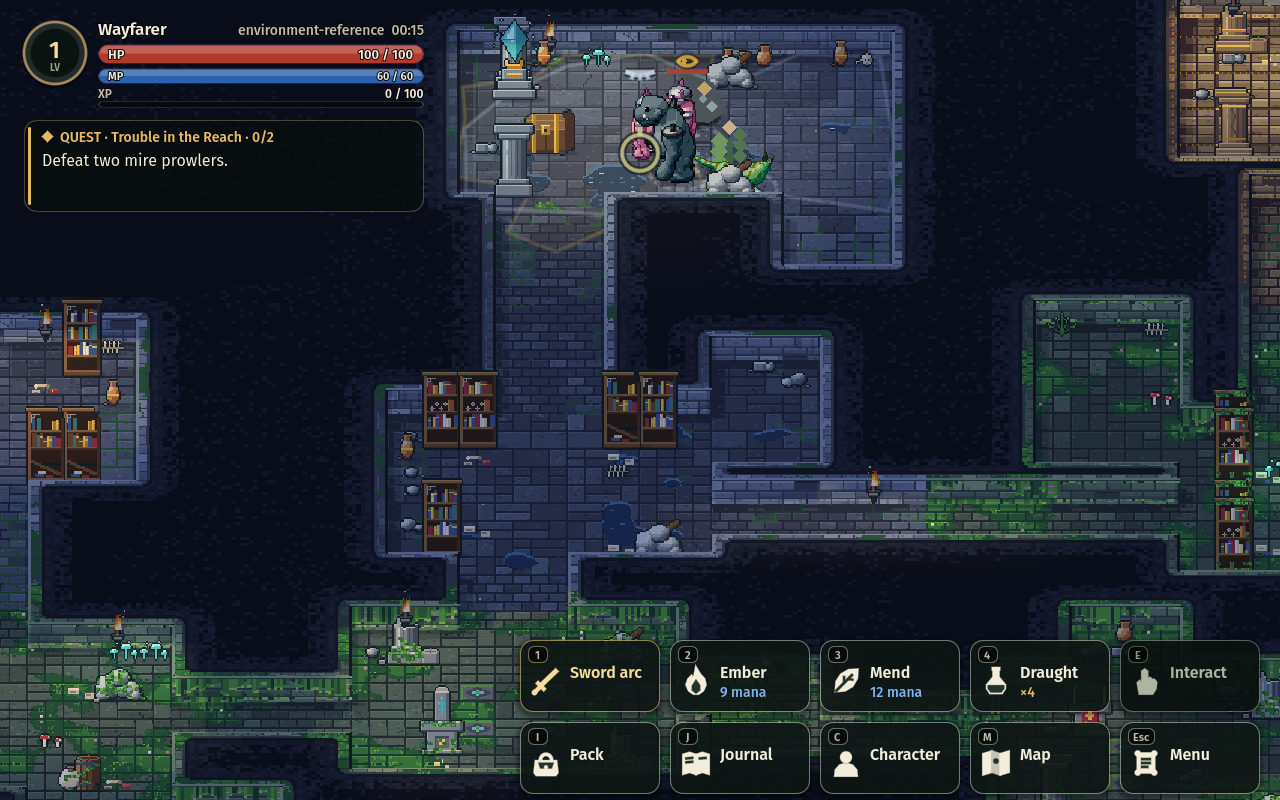 1
LV
Wayfarer
environment-reference 00:15
HP
100 / 100
MP
60 / 60
XP
0 / 100
QUEST · Trouble in the Reach · 0/2
Defeat two mire prowlers.
1
Sword arc
2
Ember
9 mana
3
Mend
12 mana
4
Draught
×4
E
Interact
I
Pack
J
Journal
C
Character
M
Map
Esc
Menu